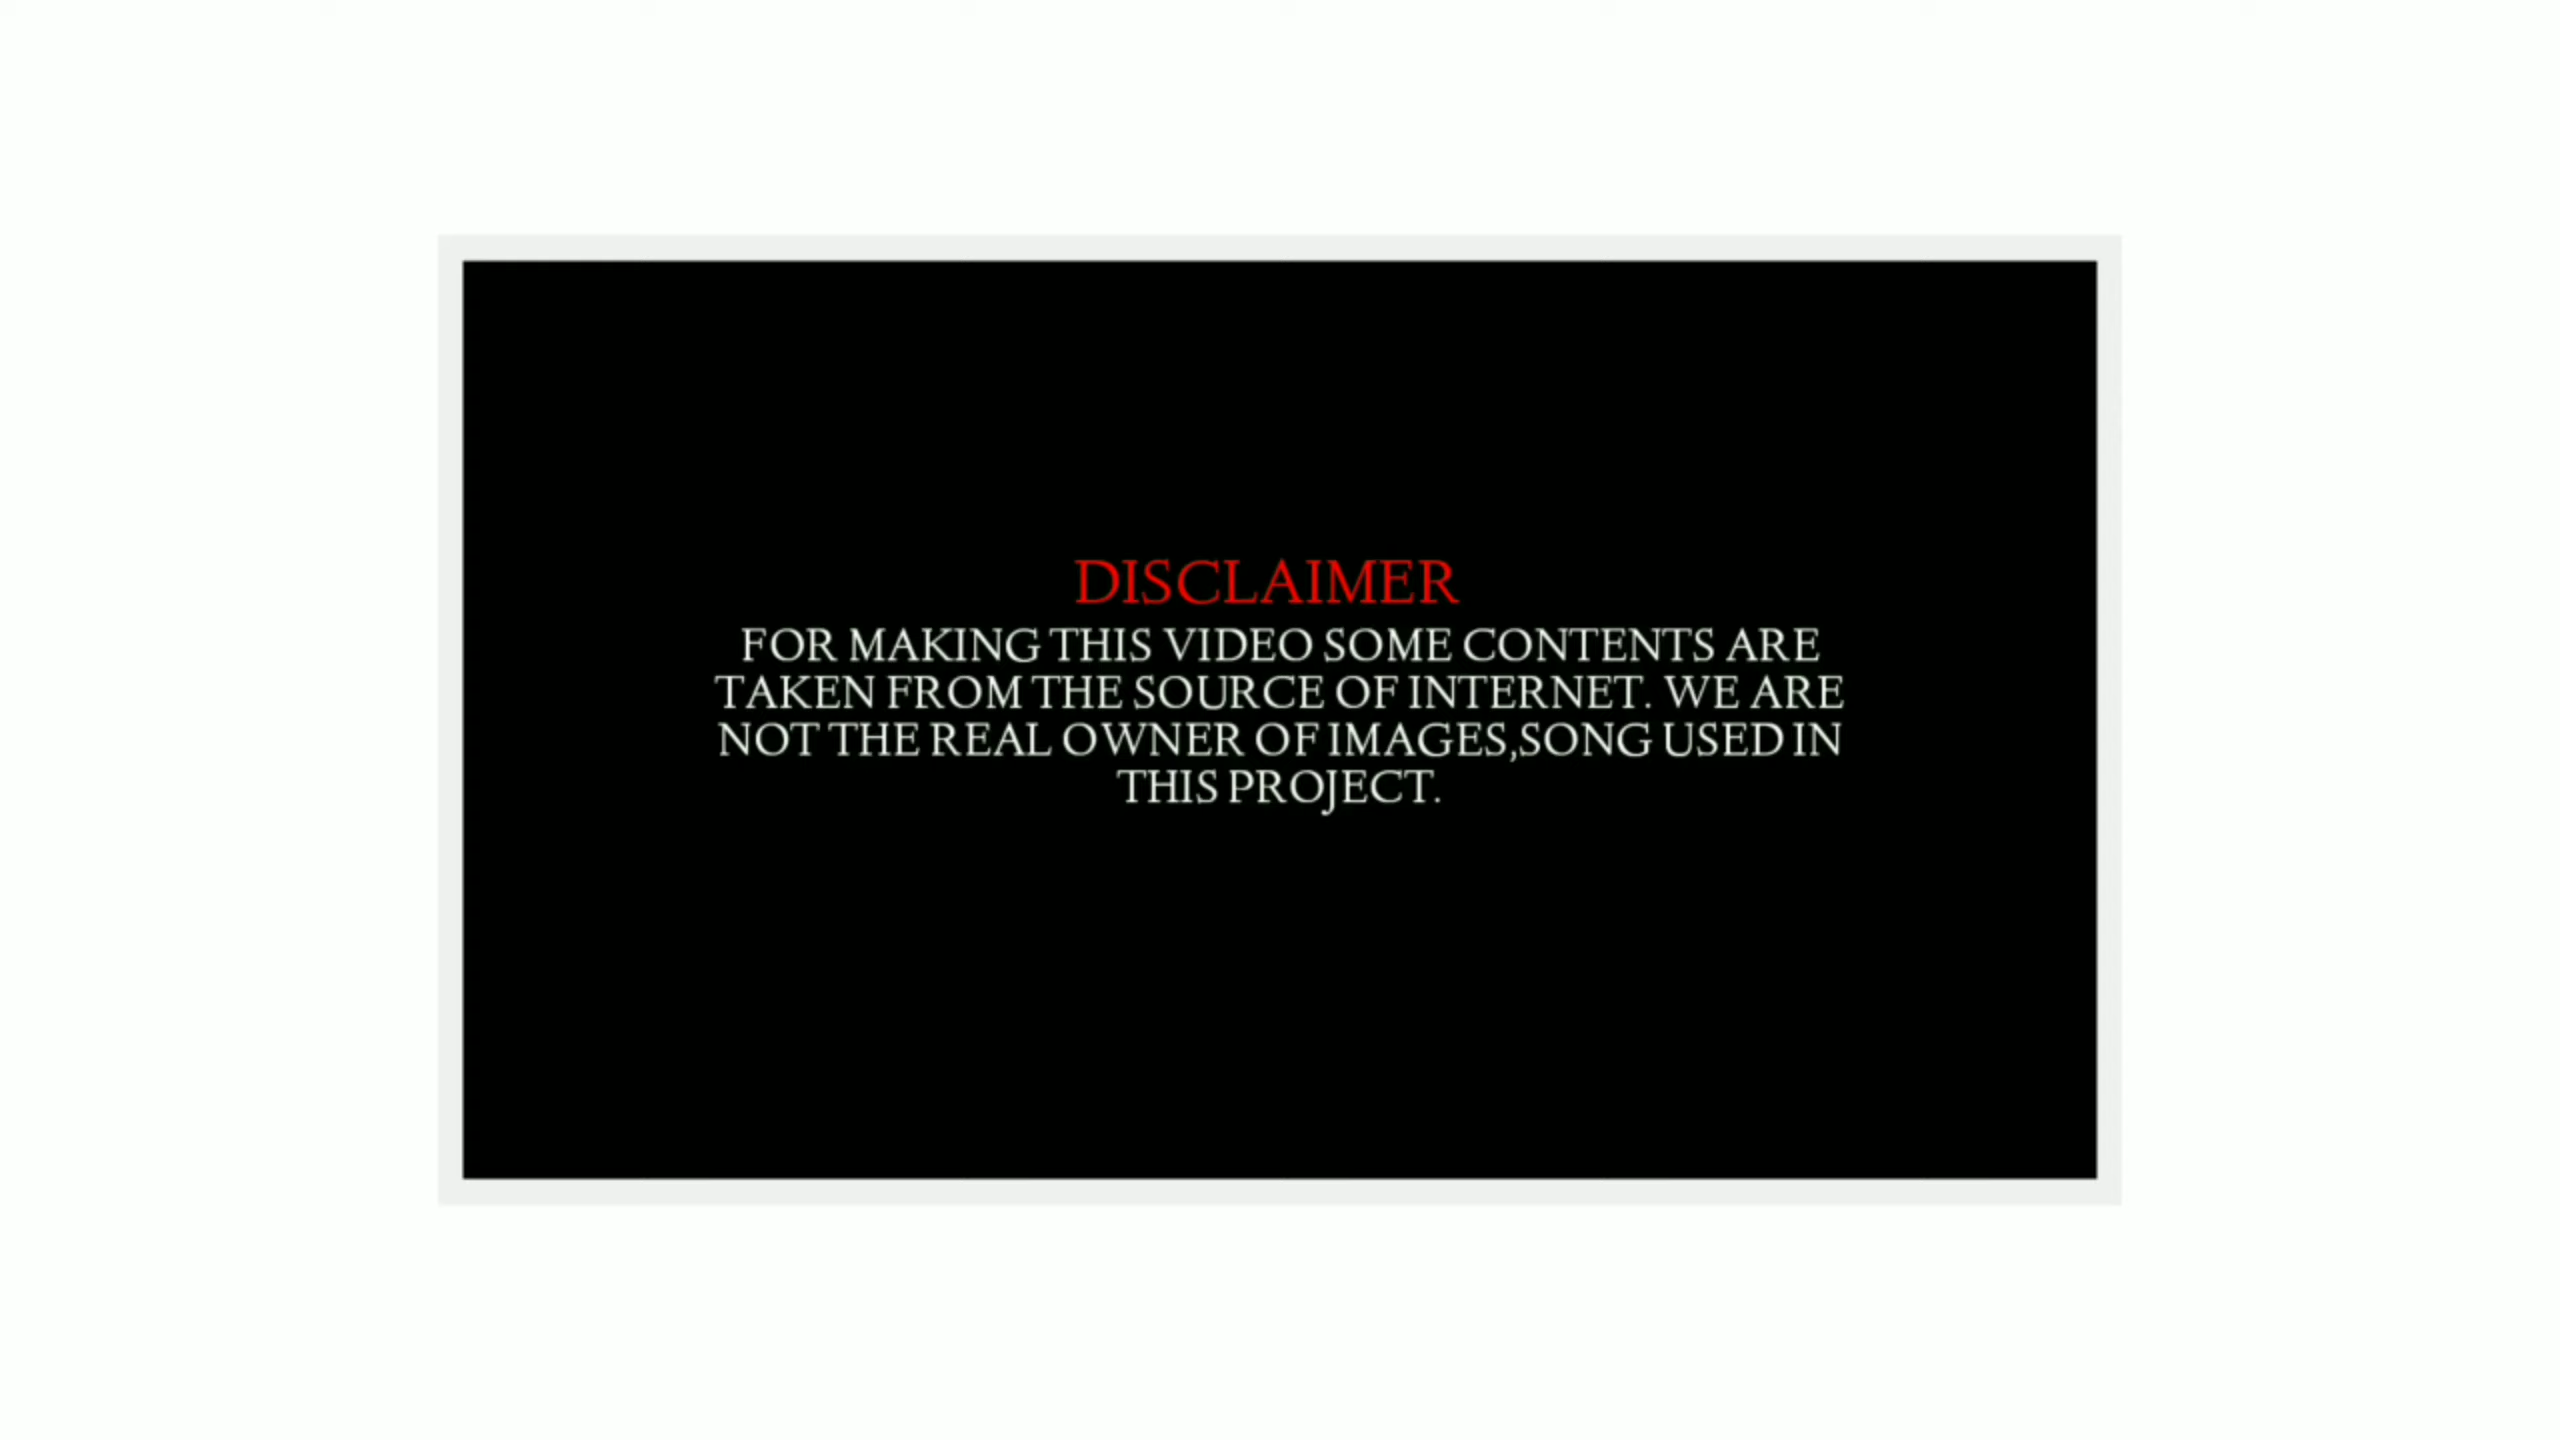 DISCLAIMER
FOR MAKING THIS VIDEO SOME CONTENTS ARE
TAKEN FROM THE SOURCE OF INTERNET. WE ARE
NOT THE REAL OWNER OF IMAGES,SONG USED IN
THIS PROJECT.